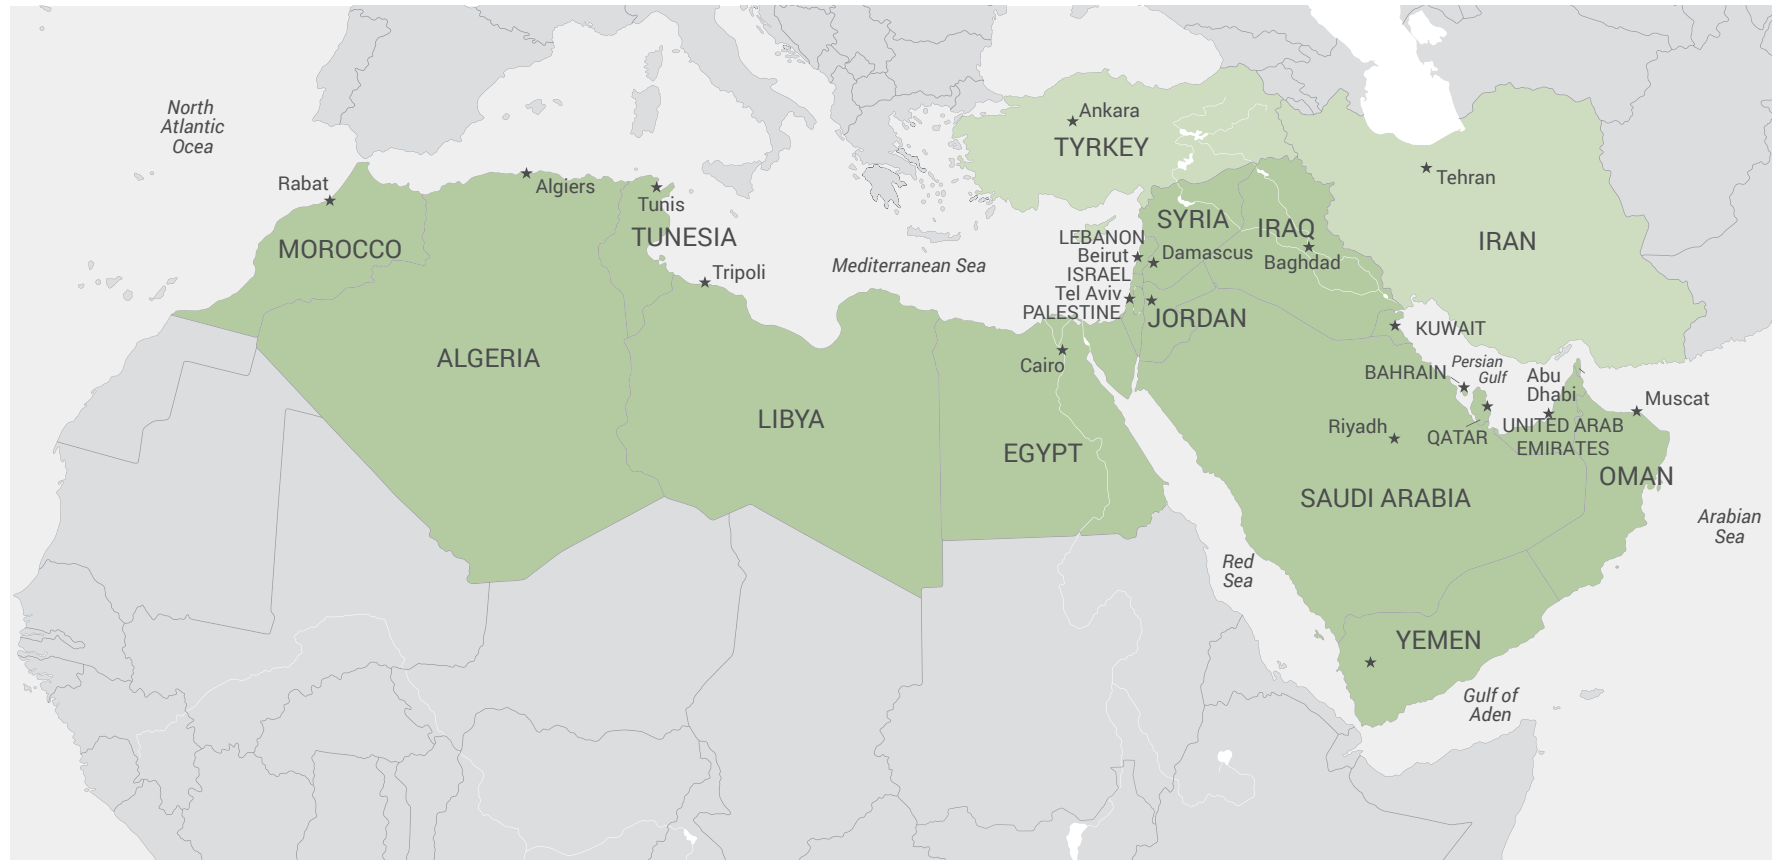 North
Atlantic
Ocea
Ankara
TYRKEY
Tehran
IRAN
Rabat
MOROCCO
Algiers
Tunis
TUNESIA
Tripoli
Mediterranean Sea
SYRIA
IRAQ
LEBANON
Beirut
Damascus
Baghdad
ISRAEL
Tel Aviv
PALESTINE
JORDAN
KUWAIT
ALGERIA
LIBYA
Cairo
EGYPT
BAHRAIN
Persian
Gulf
Abu
Dhabi
Muscat
Riyadh
QATAR
UNITED ARAB
EMIRATES
OMAN
SAUDI ARABIA
Arabian
Sea
Red
Sea
YEMEN
Gulf of
Aden